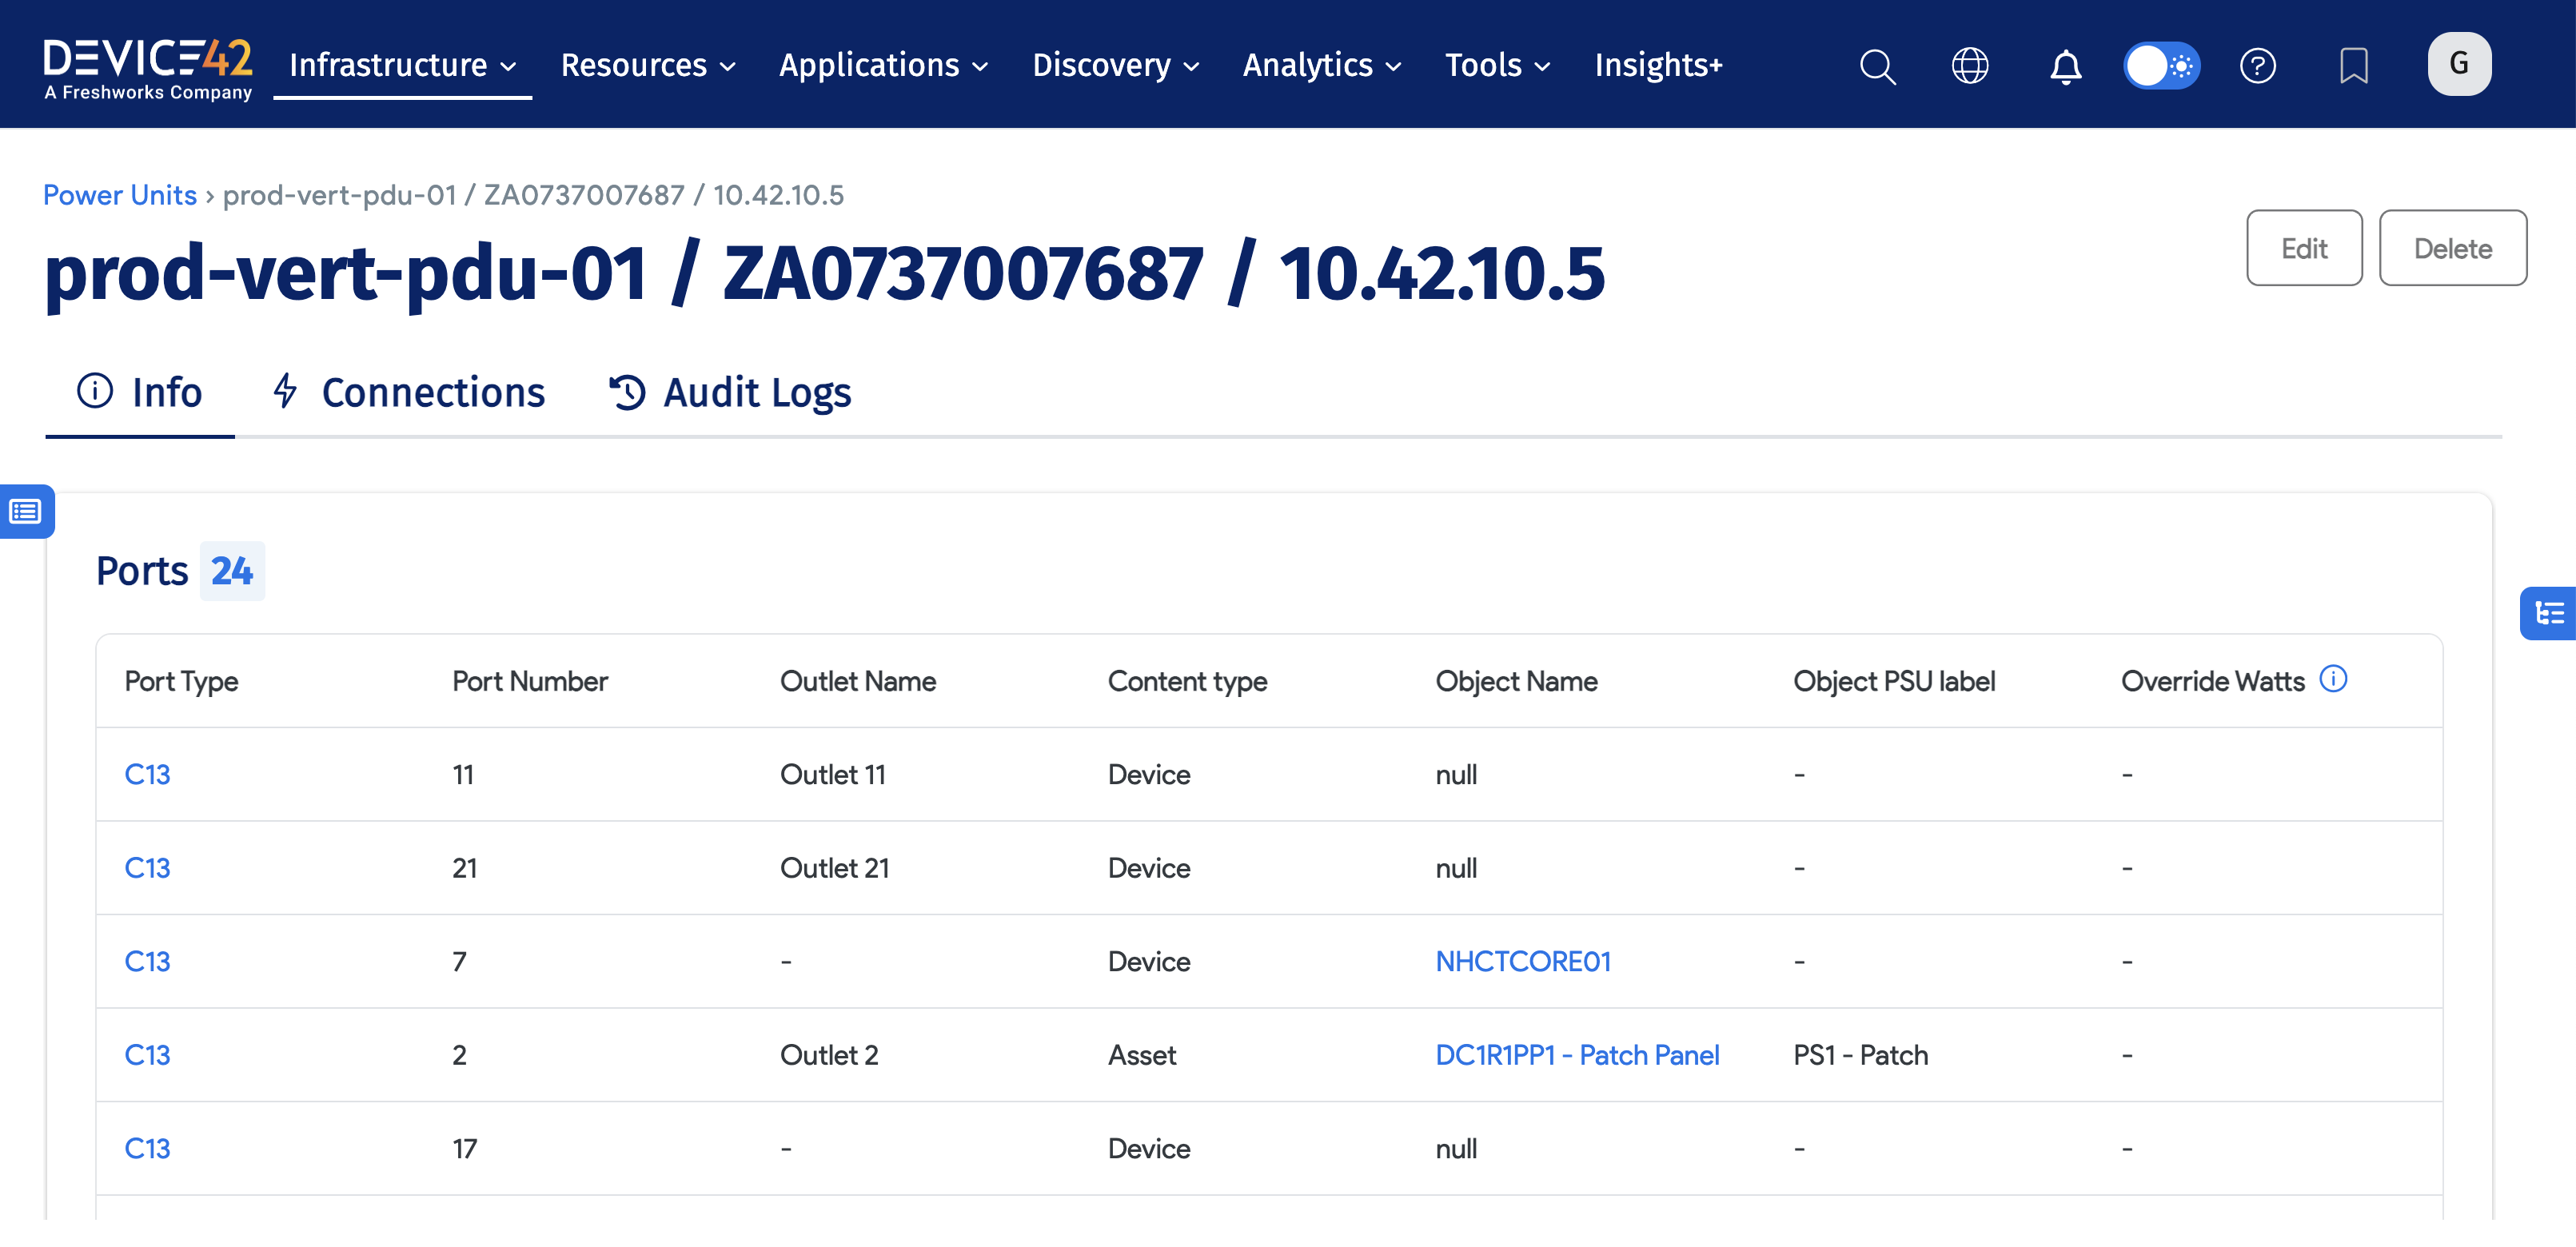 DEVICE42
A Freshworks Company
Infrastructure Resources Applications Discovery Analytics Tools Insights+ G
Power Units › prod-vert-pdu-01 / ZA0737007687 / 10.42.10.5
prod-vert-pdu-01 / ZA0737007687 / 10.42.10.5
Edit Delete
Info Connections Audit Logs
Ports 24
Port Type Port Number Outlet Name Content type Object Name Object PSU label Override Watts
C13 11 Outlet 11 Device null - -
C13 21 Outlet 21 Device null - -
C13 7 - Device NHCTCORE01 - -
C13 2 Outlet 2 Asset DC1R1PP1 - Patch Panel PS1 - Patch -
C13 17 - Device null - -